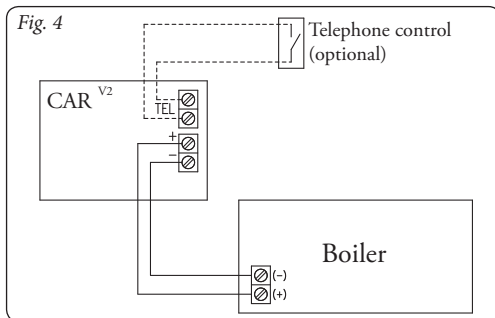 Fig. 4
Telephone control
(optional)
CAR V2
TEL
+
−
Boiler
(-)
(+)